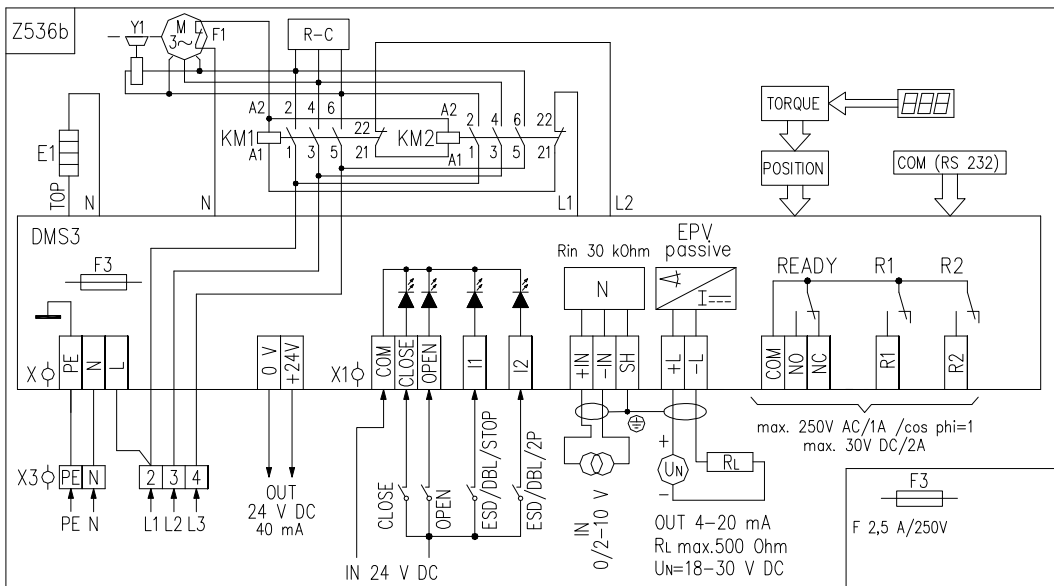 Z536b
Y1
M
3~
F1
R-C
TORQUE
POSITION
COM (RS 232)
E1
TOP
N
N
A2
2
4
6
KM1
A1
1
3
5
22
21
KM2
A2
A1
2
4
6
1
3
5
22
21
L1
L2
DMS3
F3
Rin 30 kOhm
N
EPV
passive
I
READY
R1
R2
X
PE
N
L
0 V
+24V
X1
COM
CLOSE
OPEN
I1
I2
+IN
-IN
SH
+L
-L
COM
NO
NC
R1
R2
max. 250V AC/1A /cos phi=1
max. 30V DC/2A
X3
PE
N
2
3
4
PE N
L1 L2 L3
OUT
24 V DC
40 mA
CLOSE
OPEN
ESD/DBL/STOP
ESD/DBL/2P
IN 24 V DC
IN
0/2-10 V
+
UN
-
RL
OUT 4-20 mA
RL max.500 Ohm
UN=18-30 V DC
F3
F 2,5 A/250V